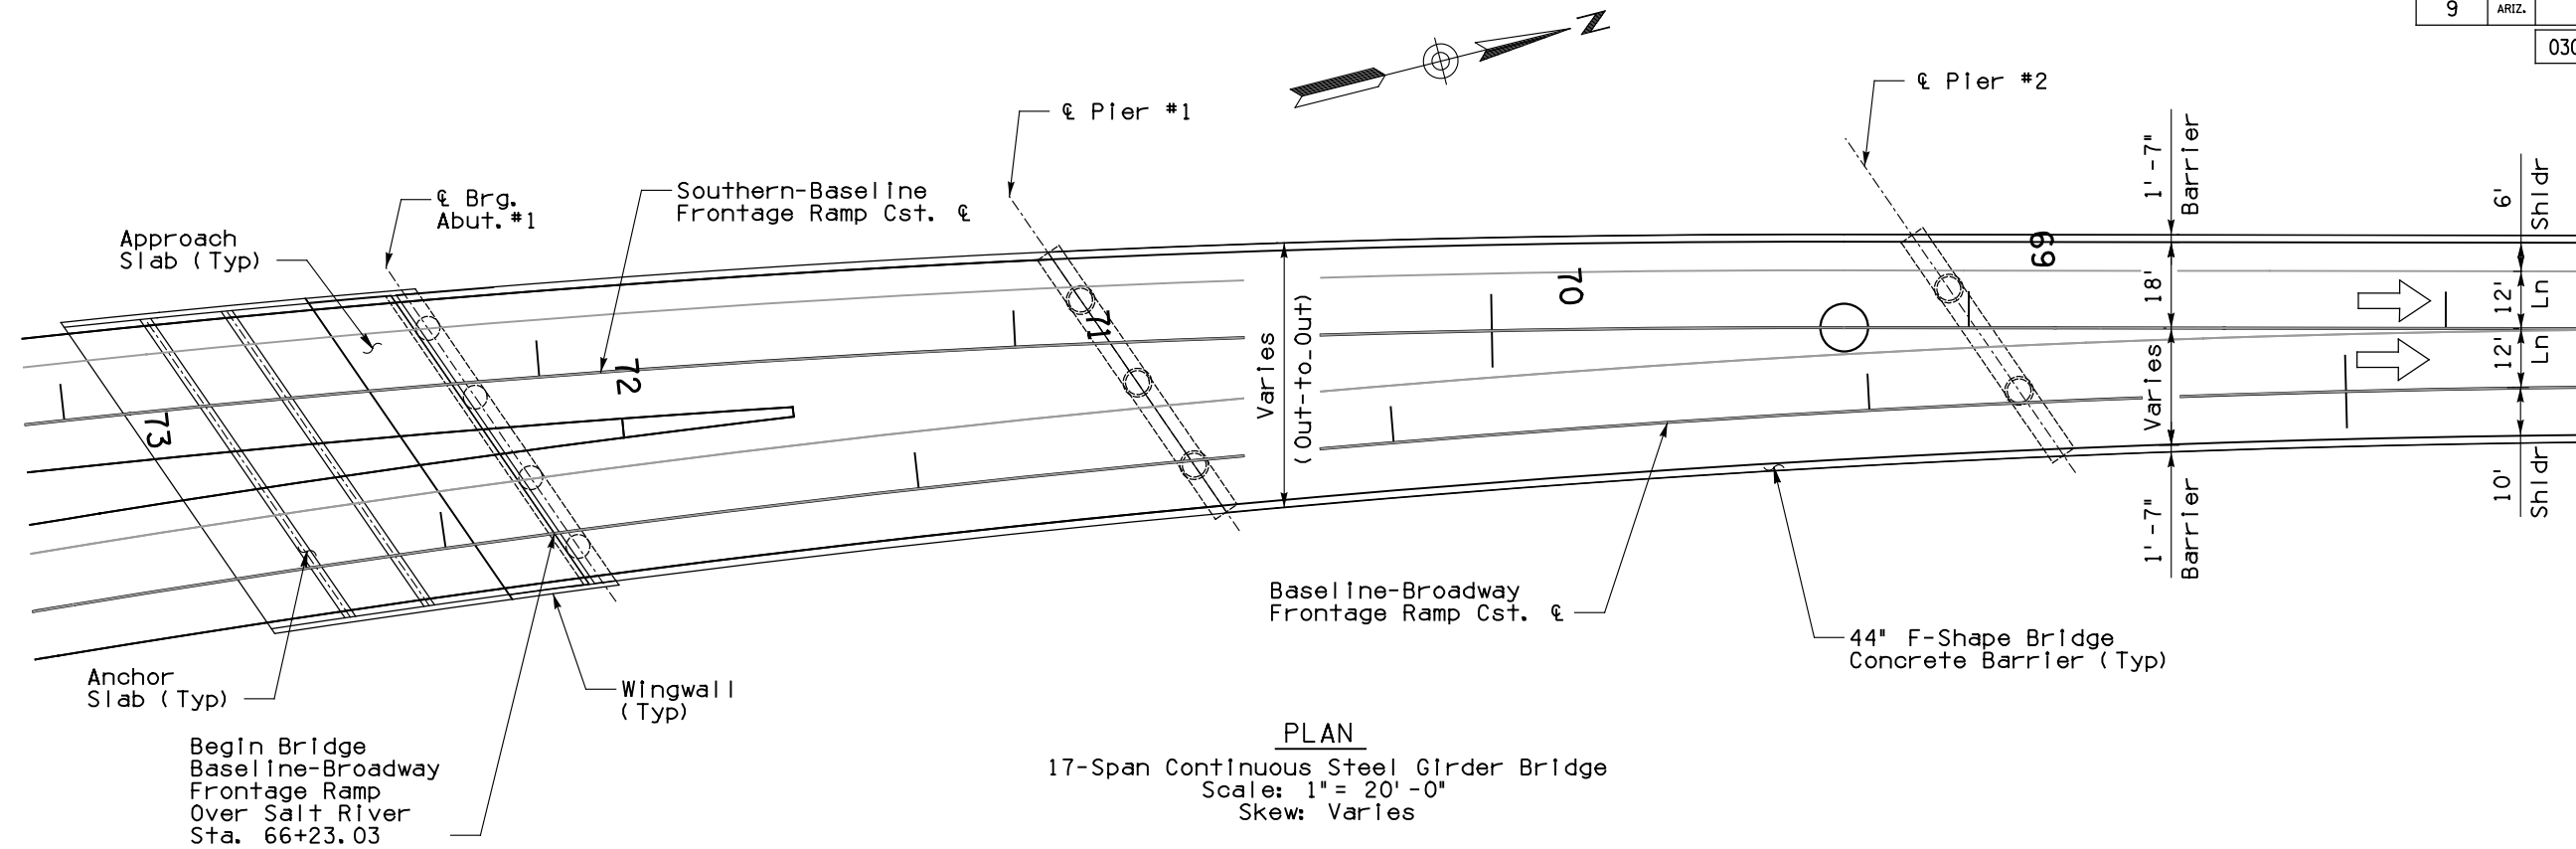 9 ARIZ.
030
N
℄ Pier #1
℄ Pier #2
℄ Brg.
Abut. #1
Southern-Baseline
Frontage Ramp Cst. ℄
Approach
Slab (Typ)
1'-7"
Barrier
6'
Shldr
18'
12'
Ln
12'
Ln
Varies
10'
Shldr
1'-7"
Barrier
Varies
(Out-to-Out)
69
70
71
72
73
Baseline-Broadway
Frontage Ramp Cst. ℄
44" F-Shape Bridge
Concrete Barrier (Typ)
Anchor
Slab (Typ)
Wingwall
(Typ)
Begin Bridge
Baseline-Broadway
Frontage Ramp
Over Salt River
Sta. 66+23.03
PLAN
17-Span Continuous Steel Girder Bridge
Scale: 1"= 20'-0"
Skew: Varies